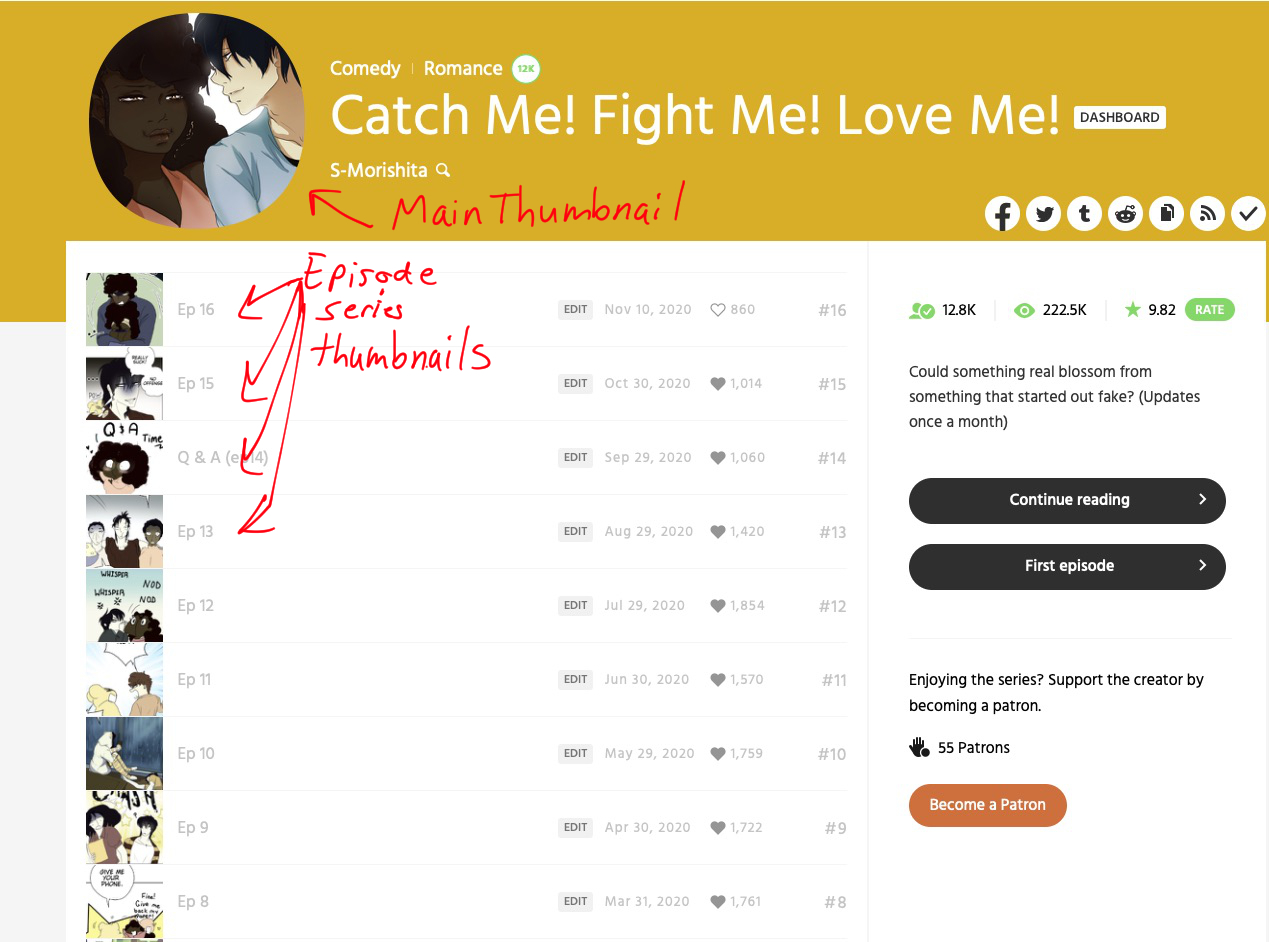 Comedy | Romance 12K
Catch Me! Fight Me! Love Me! DASHBOARD
S-Morishita
Main Thumbnail
Episode
series
thumbnails
Ep 16 EDIT Nov 10, 2020 860 #16
REALLY SUCK!
NO OFFENSE
Ep 15 EDIT Oct 30, 2020 1,014 #15
Q & A
Time
Q & A (ep14) EDIT Sep 29, 2020 1,060 #14
Ep 13 EDIT Aug 29, 2020 1,420 #13
WHISPER
NOD
WHISPER
NOD
Ep 12 EDIT Jul 29, 2020 1,854 #12
Ep 11 EDIT Jun 30, 2020 1,570 #11
Ep 10 EDIT May 29, 2020 1,759 #10
Ep 9 EDIT Apr 30, 2020 1,722 #9
GIVE ME
YOUR
PHONE.
Fine!
Give me
back my
Ep 8 EDIT Mar 31, 2020 1,761 #8
12.8K 222.5K 9.82 RATE
Could something real blossom from
something that started out fake? (Updates
once a month)
Continue reading
First episode
Enjoying the series? Support the creator by
becoming a patron.
55 Patrons
Become a Patron